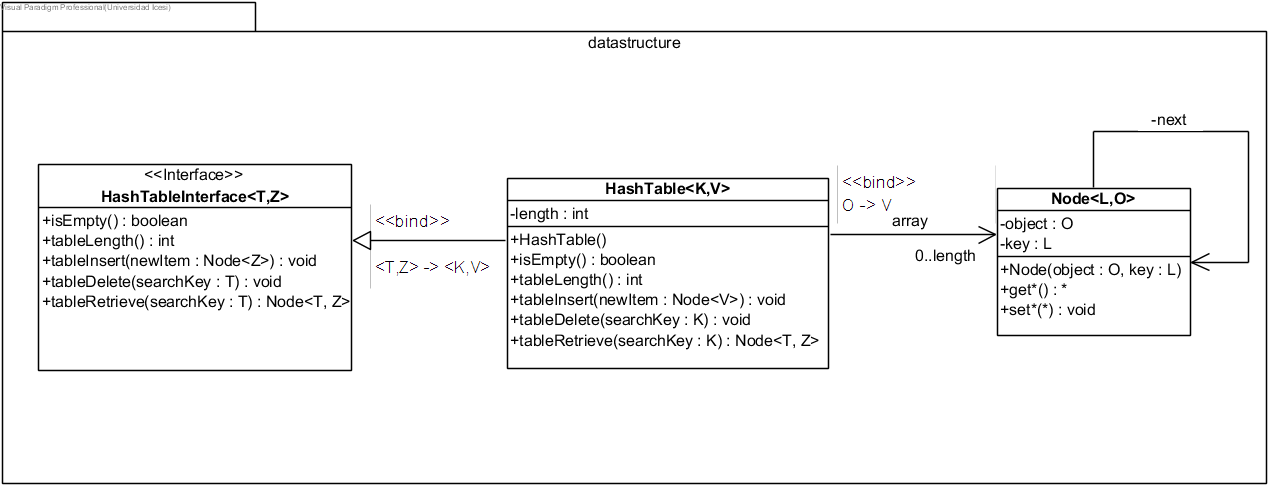 Visual Paradigm Professional(Universidad Icesi)
datastructure
<<Interface>>
HashTableInterface<T,Z>
+isEmpty() : boolean
+tableLength() : int
+tableInsert(newItem : Node<Z>) : void
+tableDelete(searchKey : T) : void
+tableRetrieve(searchKey : T) : Node<T, Z>
<<bind>>
<T,Z> -> <K,V>
HashTable<K,V>
-length : int
+HashTable()
+isEmpty() : boolean
+tableLength() : int
+tableInsert(newItem : Node<V>) : void
+tableDelete(searchKey : K) : void
+tableRetrieve(searchKey : K) : Node<T, Z>
<<bind>>
O -> V
array
0..length
-next
Node<L,O>
-object : O
-key : L
+Node(object : O, key : L)
+get*() : *
+set*(*) : void